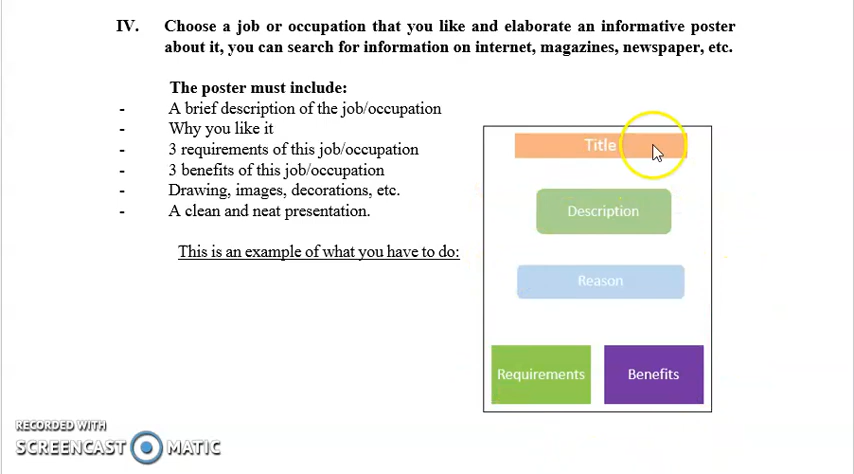 IV. Choose a job or occupation that you like and elaborate an informative poster
about it, you can search for information on internet, magazines, newspaper, etc.
The poster must include:
- A brief description of the job/occupation
- Why you like it
- 3 requirements of this job/occupation
- 3 benefits of this job/occupation
- Drawing, images, decorations, etc.
- A clean and neat presentation.
This is an example of what you have to do:
Title
Description
Reason
Requirements
Benefits
RECORDED WITH
SCREENCAST MATIC